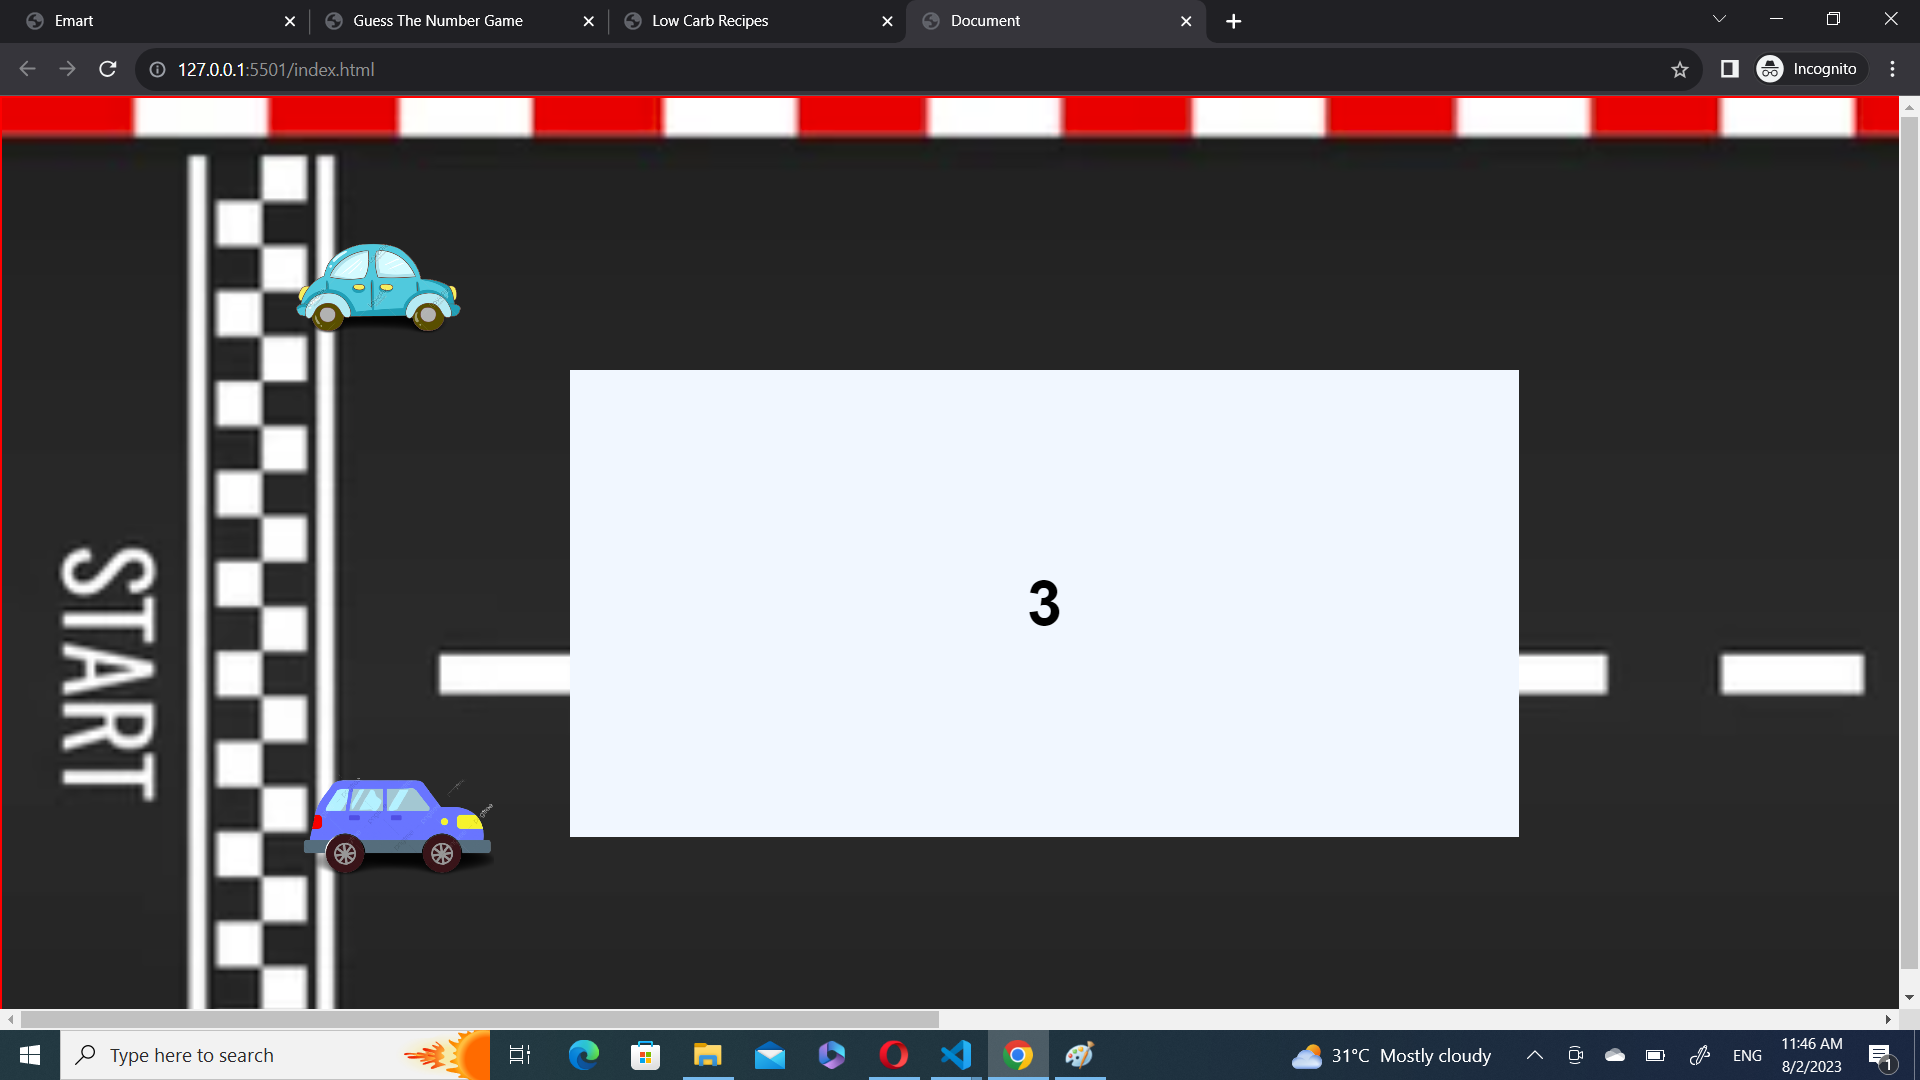 Emart
Guess The Number Game
Low Carb Recipes
Document
127.0.0.1:5501/index.html
Incognito
START
3
Type here to search
31°C Mostly cloudy
ENG
11:46 AM
8/2/2023
1